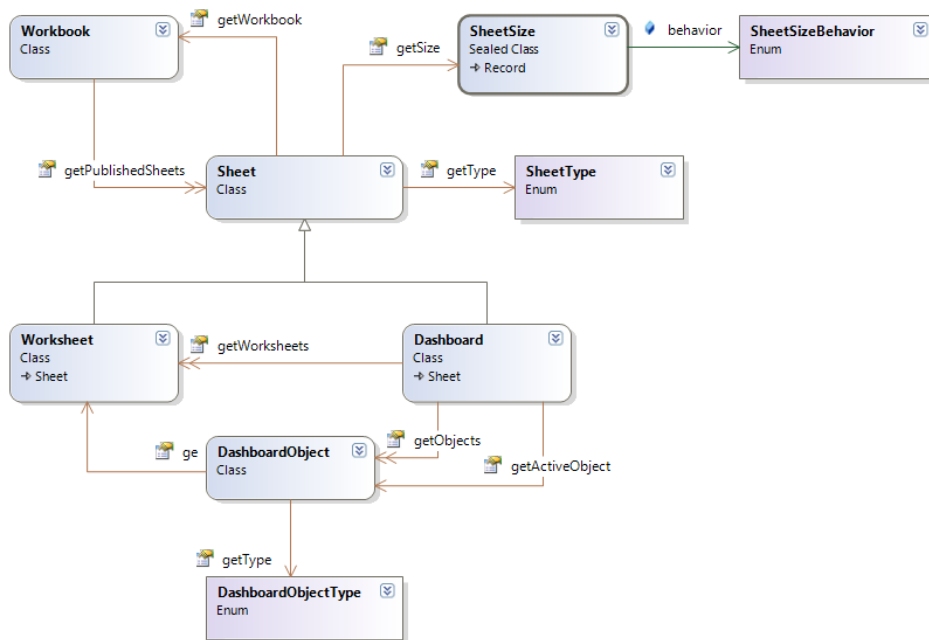 Workbook
Class
getWorkbook
getSize
SheetSize
Sealed Class
Record
behavior
SheetSizeBehavior
Enum
getPublishedSheets
Sheet
Class
getType
SheetType
Enum
Worksheet
Class
Sheet
getWorksheets
Dashboard
Class
Sheet
ge
DashboardObject
Class
getObjects
getActiveObject
getType
DashboardObjectType
Enum